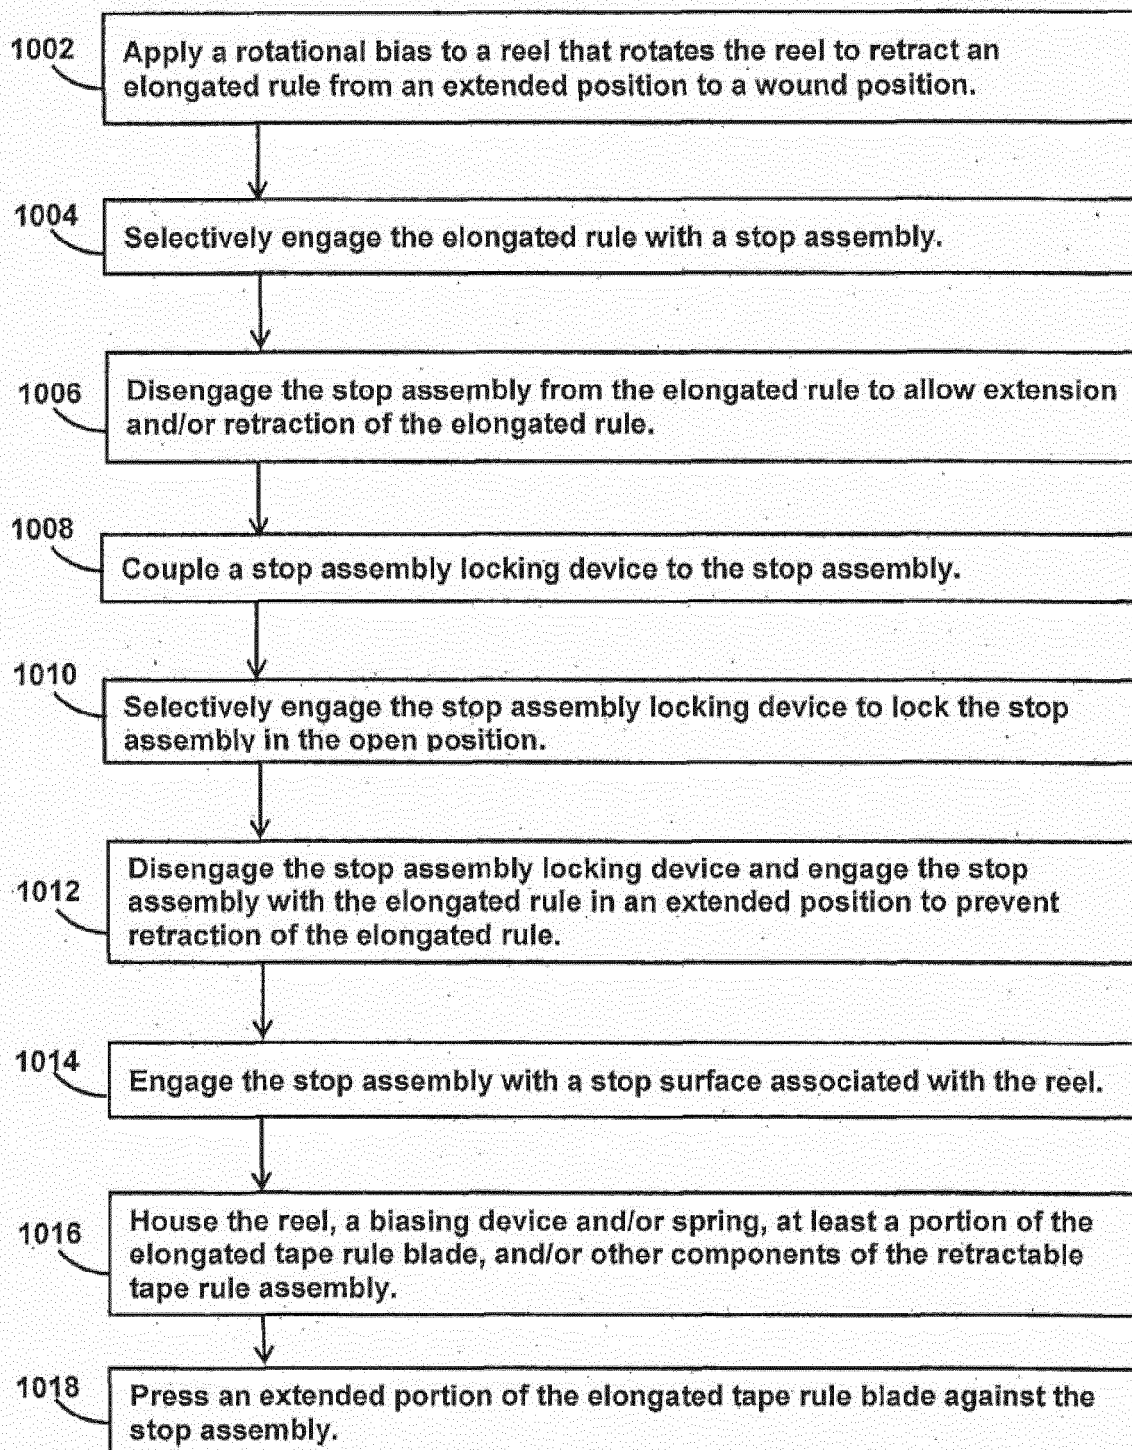 1002
Apply a rotational bias to a reel that rotates the reel to retract an
elongated rule from an extended position to a wound position.
1004
Selectively engage the elongated rule with a stop assembly.
1006
Disengage the stop assembly from the elongated rule to allow extension
and/or retraction of the elongated rule.
1008
Couple a stop assembly locking device to the stop assembly.
1010
Selectively engage the stop assembly locking device to lock the stop
assembly in the open position.
1012
Disengage the stop assembly locking device and engage the stop
assembly with the elongated rule in an extended position to prevent
retraction of the elongated rule.
1014
Engage the stop assembly with a stop surface associated with the reel.
1016
House the reel, a biasing device and/or spring, at least a portion of the
elongated tape rule blade, and/or other components of the retractable
tape rule assembly.
1018
Press an extended portion of the elongated tape rule blade against the
stop assembly.